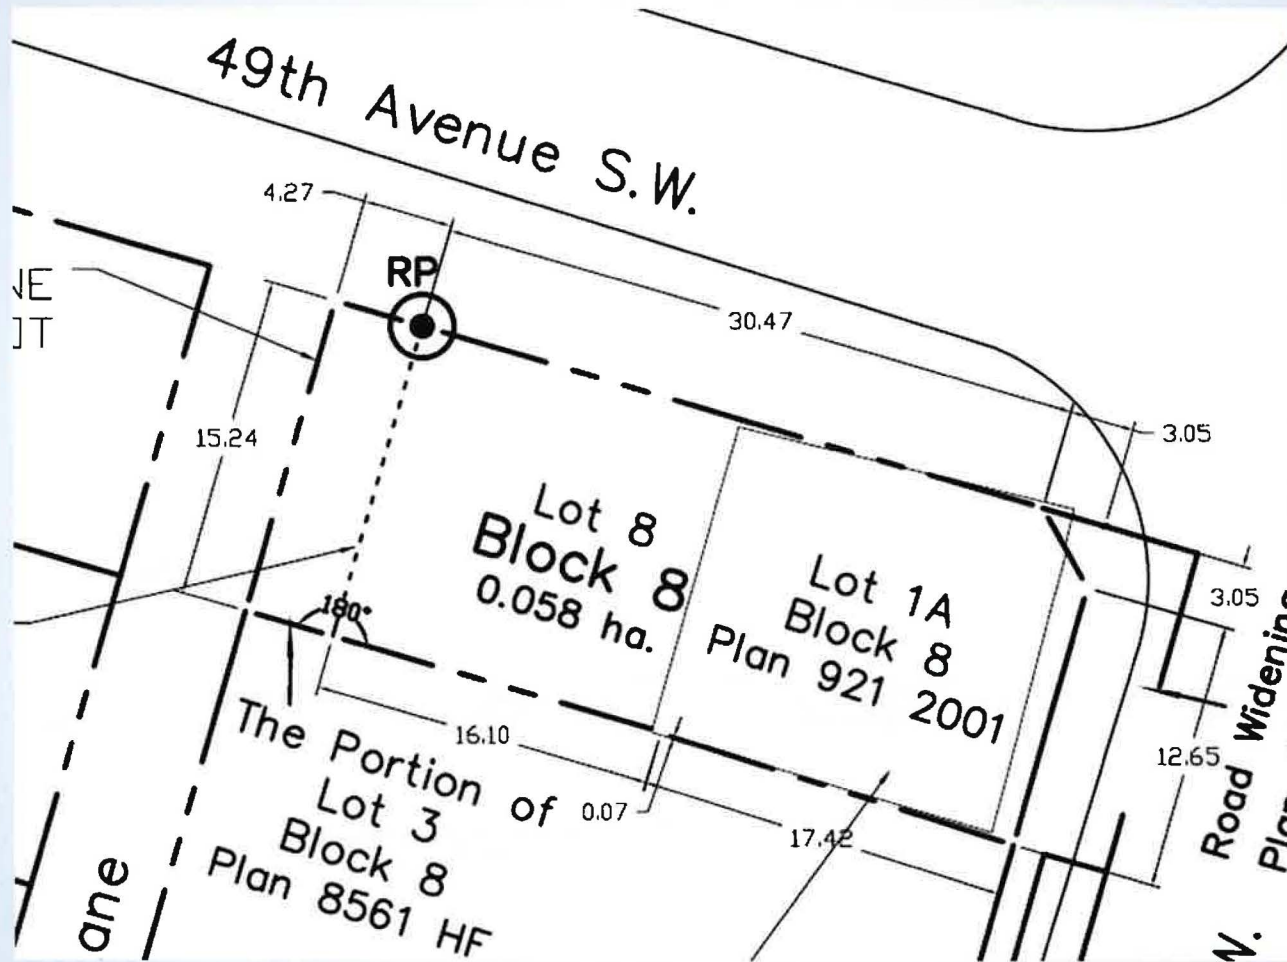 49th Avenue S.W.
4.27
RP
30.47
3.05
15.24
Lot 8
Block 8
0.058 ha.
Lot 1A
Block 8
Plan 921 2001
3.05
180°
The Portion of
Lot 3
Block 8
Plan 8561 HF
16.10
0.07
17.42
12.65
Road Widening